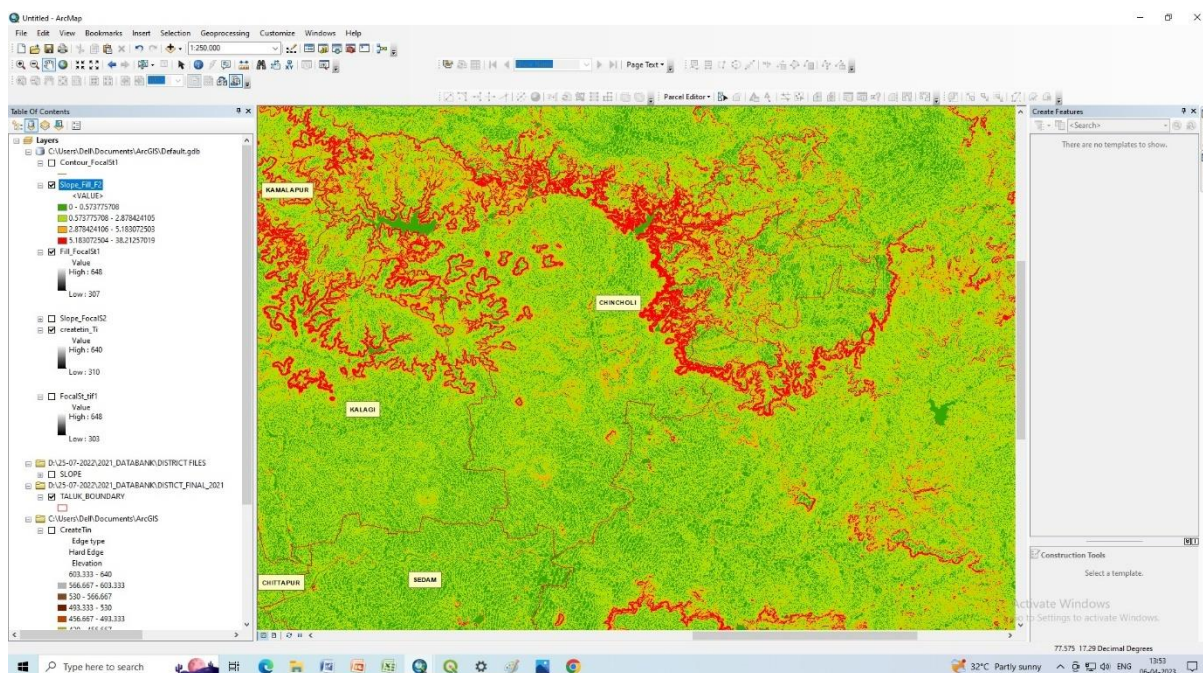 Untitled - ArcMap
File Edit View Bookmarks Insert Selection Geoprocessing Customize Windows Help
1:250,000
Page Text
Parcel Editor
Table Of Contents
Layers
C:\Users\Dell\Documents\ArcGIS\Default.gdb
Contour_FocalSt1
Slope_Fill_F2
<VALUE>
0 - 0.573775708
0.573775708 - 2.878424105
2.878424106 - 5.183072503
5.183072504 - 38.21257019
Fill_FocalSt1
Value
High : 648
Low : 307
Slope_FocalS2
createtin_Ti
Value
High : 640
Low : 310
FocalSt_tif1
Value
High : 648
Low : 303
D:\25-07-2022\2021_DATABANK\DISTRICT FILES
SLOPE
D:\25-07-2022\2021_DATABANK\DISTICT_FINAL_2021
TALUK_BOUNDARY
C:\Users\Dell\Documents\ArcGIS
CreateTin
Edge type
Hard Edge
Elevation
603.333 - 640
566.667 - 603.333
530 - 566.667
493.333 - 530
456.667 - 493.333
420 - 456.667
KAMALAPUR
CHINCHOLI
KALAGI
CHITTAPUR
SEDAM
Create Features
<Search>
There are no templates to show.
Construction Tools
Select a template.
Activate Windows
Go to Settings to activate Windows.
77.575 17.29 Decimal Degrees
Type here to search
32°C Partly sunny
ENG
13:53
06-04-2023